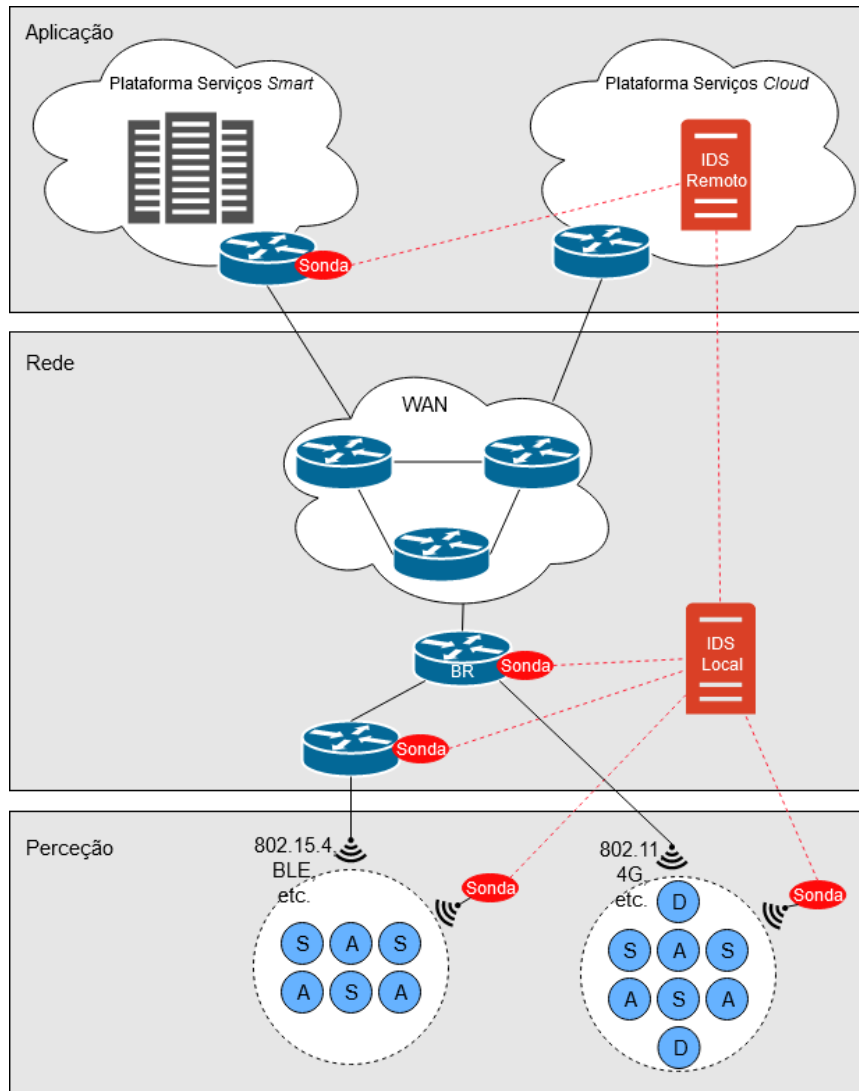 Aplicação
Plataforma Serviços Smart
Plataforma Serviços Cloud
IDS
Remoto
Sonda
Rede
WAN
IDS
Local
BR
Sonda
Sonda
Perceção
802.15.4,
BLE,
etc.
802.11,
4G,
etc.
Sonda
Sonda
D
S A S
S A S
A S A
A S A
D